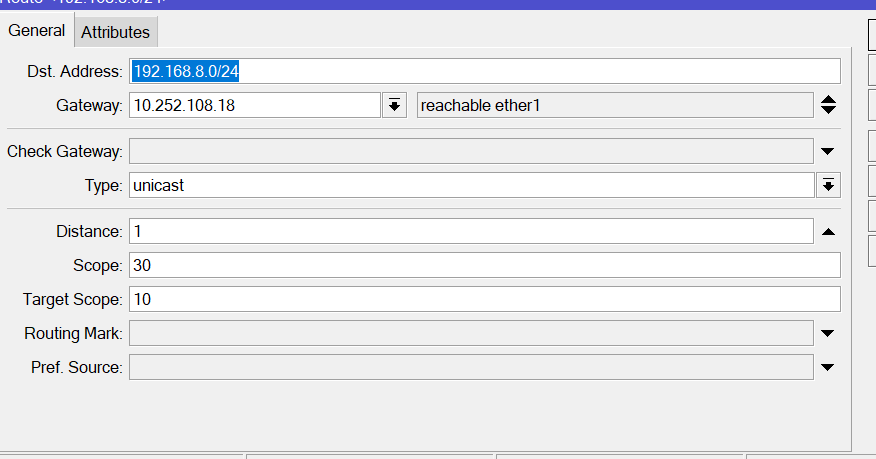 General Attributes
Dst. Address: 192.168.8.0/24
Gateway: 10.252.108.18 reachable ether1
Check Gateway:
Type: unicast
Distance: 1
Scope: 30
Target Scope: 10
Routing Mark:
Pref. Source: